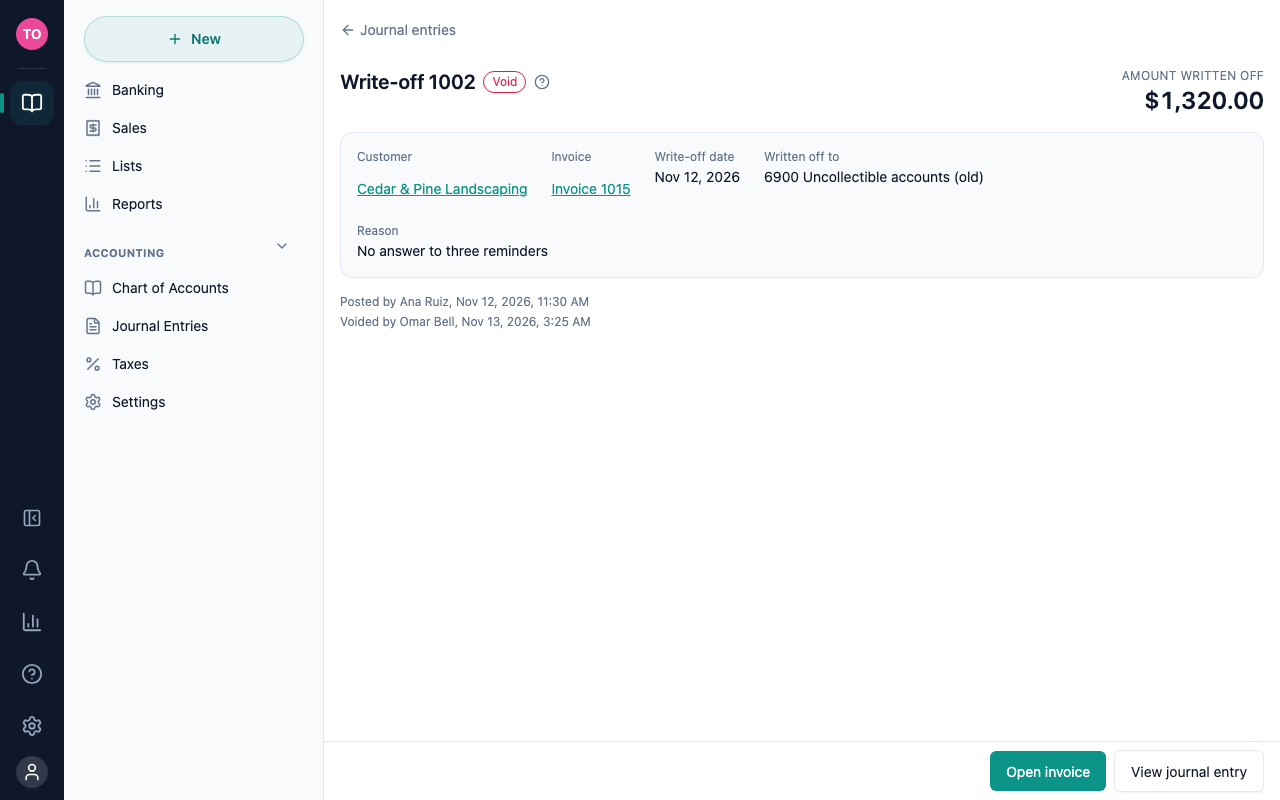 TO
New
Banking
Sales
Lists
Reports
ACCOUNTING
Chart of Accounts
Journal Entries
Taxes
Settings
Journal entries
Write-off 1002 Void
AMOUNT WRITTEN OFF
$1,320.00
Customer Invoice Write-off date Written off to
Cedar & Pine Landscaping Invoice 1015 Nov 12, 2026 6900 Uncollectible accounts (old)
Reason
No answer to three reminders
Posted by Ana Ruiz, Nov 12, 2026, 11:30 AM
Voided by Omar Bell, Nov 13, 2026, 3:25 AM
Open invoice View journal entry